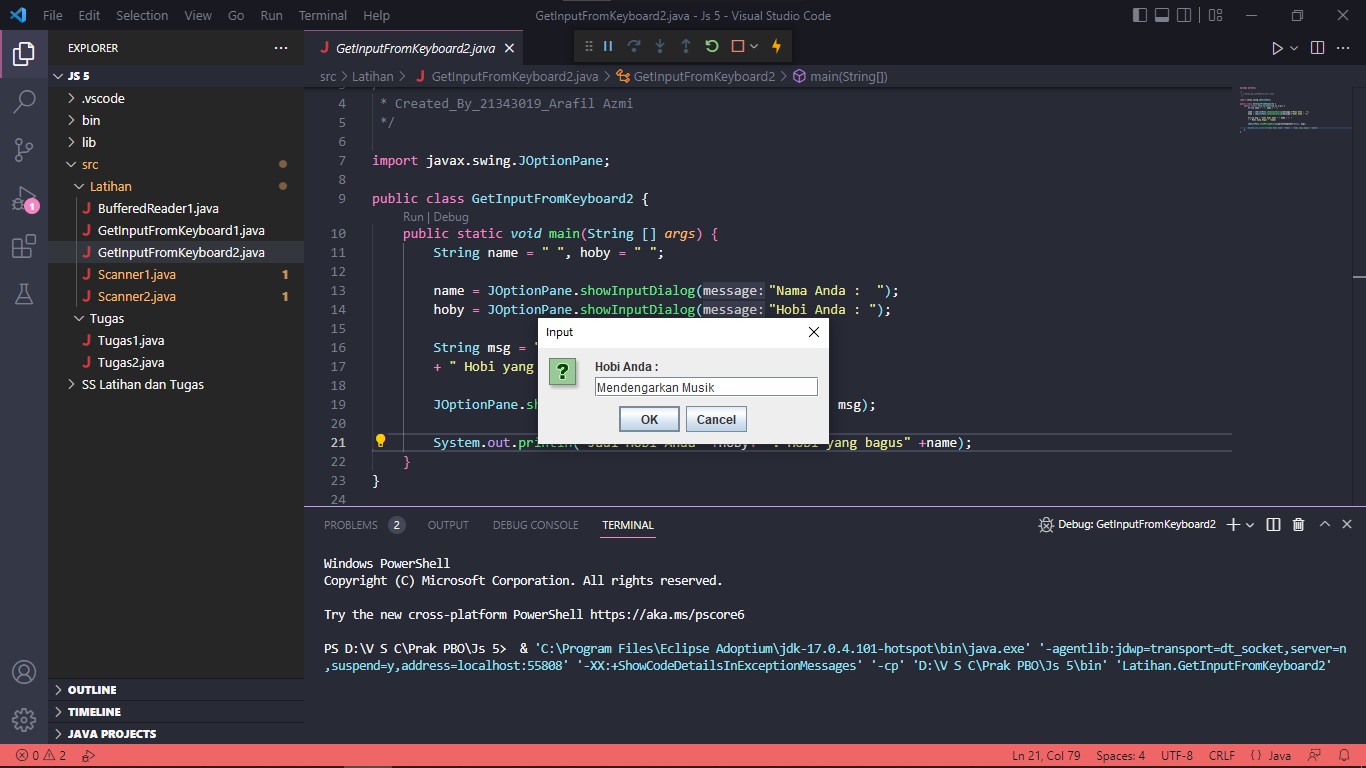 File Edit Selection View Go Run Terminal Help
GetInputFromKeyboard2.java - Js 5 - Visual Studio Code
EXPLORER
JS 5
.vscode
bin
lib
src
Latihan
BufferedReader1.java
GetInputFromKeyboard1.java
GetInputFromKeyboard2.java
Scanner1.java 1
Scanner2.java 1
Tugas
Tugas1.java
Tugas2.java
SS Latihan dan Tugas
OUTLINE
TIMELINE
JAVA PROJECTS
1
GetInputFromKeyboard2.java
src > Latihan > GetInputFromKeyboard2.java > GetInputFromKeyboard2 > main(String[])
4 * Created_By_21343019_Arafil Azmi
5 */
6
7 import javax.swing.JOptionPane;
8
9 public class GetInputFromKeyboard2 {
Run | Debug
10 public static void main(String [] args) {
11 String name = " ", hoby = " ";
12
13 name = JOptionPane.showInputDialog(message: "Nama Anda :  ");
14 hoby = JOptionPane.showInputDialog(message: "Hobi Anda : ");
15
16 String msg = "
17 + " Hobi yang
18
19 JOptionPane.sh msg);
20
21 System.out.println( yang bagus" +name);
22 }
23 }
24
Input
Hobi Anda :
Mendengarkan Musik
OK Cancel
PROBLEMS 2 OUTPUT DEBUG CONSOLE TERMINAL
Debug: GetInputFromKeyboard2
Windows PowerShell
Copyright (C) Microsoft Corporation. All rights reserved.
Try the new cross-platform PowerShell https://aka.ms/pscore6
PS D:\V S C\Prak PBO\Js 5>  & 'C:\Program Files\Eclipse Adoptium\jdk-17.0.4.101-hotspot\bin\java.exe' '-agentlib:jdwp=transport=dt_socket,server=n
,suspend=y,address=localhost:55808' '-XX:+ShowCodeDetailsInExceptionMessages' '-cp' 'D:\V S C\Prak PBO\Js 5\bin' 'Latihan.GetInputFromKeyboard2'
0 2
Ln 21, Col 79 Spaces: 4 UTF-8 CRLF {} Java